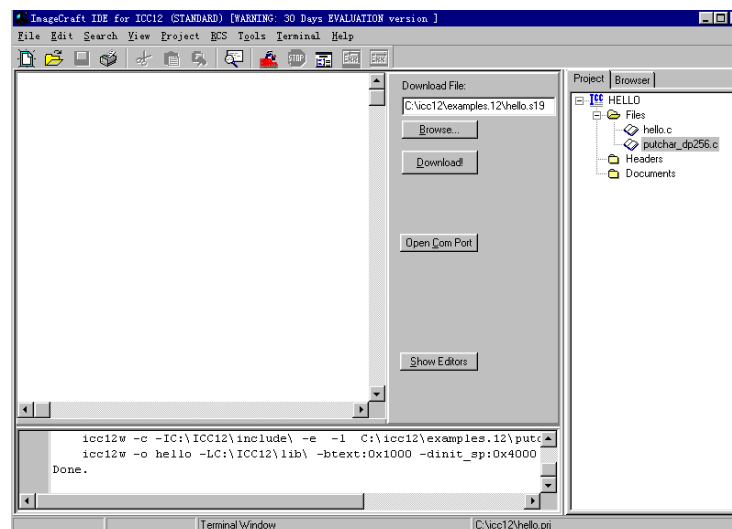 ImageCraft IDE for ICC12 (STANDARD) [WARNING: 30 Days EVALUATION version ]
File Edit Search View Project RCS Tools Terminal Help
Download File:
C:\icc12\examples.12\hello.s19
Browse...
Download!
Open Com Port
Show Editors
Project Browser
HELLO
Files
hello.c
putchar_dp256.c
Headers
Documents
icc12w -c -IC:\ICC12\include\ -e -l C:\icc12\examples.12\putc
icc12w -o hello -LC:\ICC12\lib\ -btext:0x1000 -dinit_sp:0x4000
Done.
Terminal Window
C:\icc12\hello.prj